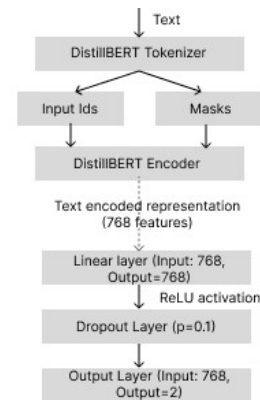 Text
DistillBERT Tokenizer
Input Ids
Masks
DistillBERT Encoder
Text encoded representation
(768 features)
Linear layer (Input: 768,
Output=768)
ReLU activation
Dropout Layer (p=0.1)
Output Layer (Input: 768,
Output=2)